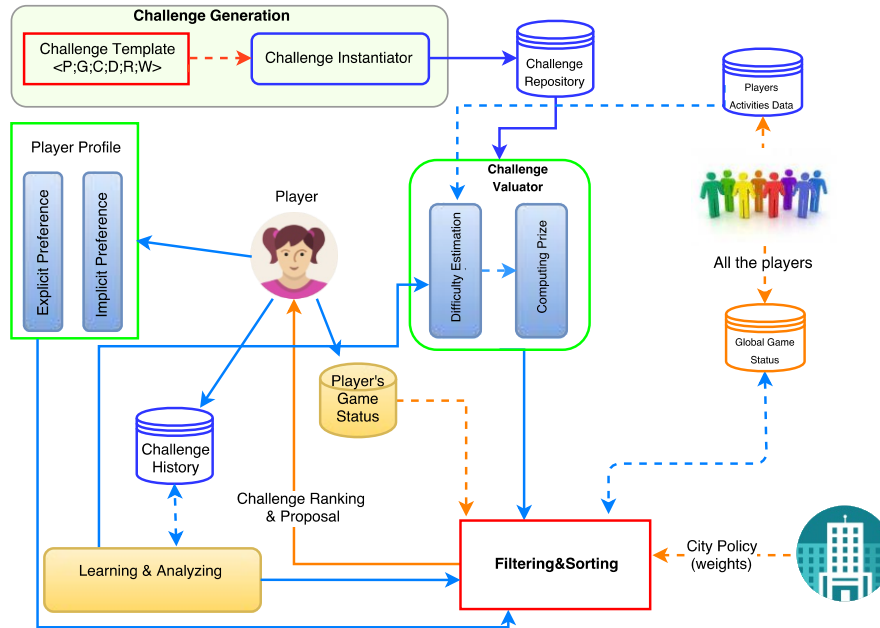 Challenge Generation
Challenge Template
<P;G;C;D;R;W>
Challenge Instantiator
Challenge
Repository
Players
Activities Data
Player Profile
Explicit Preference
Implicit Preference
Player
Challenge
Valuator
Difficulty Estimation
Computing Prize
All the players
Global Game
Status
Player's
Game
Status
Challenge
History
Challenge Ranking
& Proposal
Learning & Analyzing
Filtering&Sorting
City Policy
(weights)